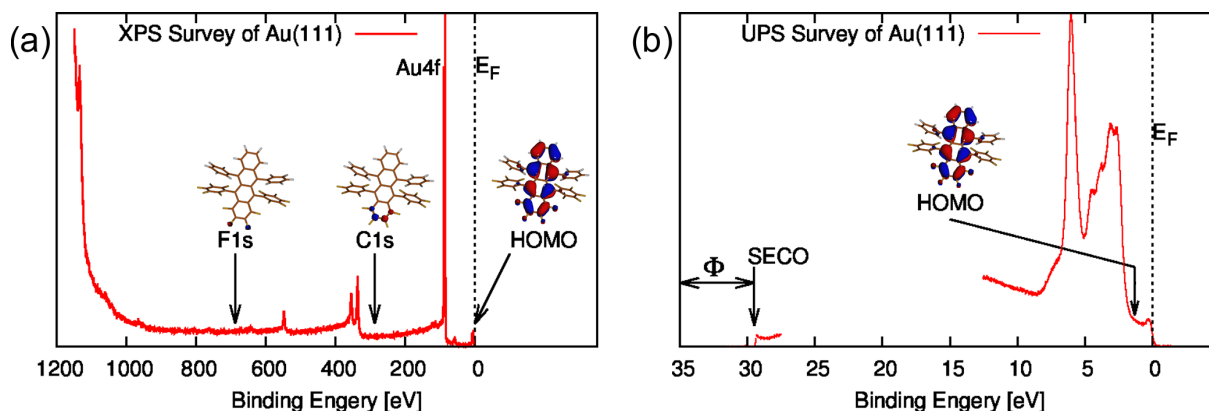 (a)
XPS Survey of Au(111)
Au4f
E_F
F1s
C1s
HOMO
1200 1000 800 600 400 200 0
Binding Engery [eV]
(b)
UPS Survey of Au(111)
E_F
HOMO
Φ
SECO
35 30 25 20 15 10 5 0
Binding Engery [eV]